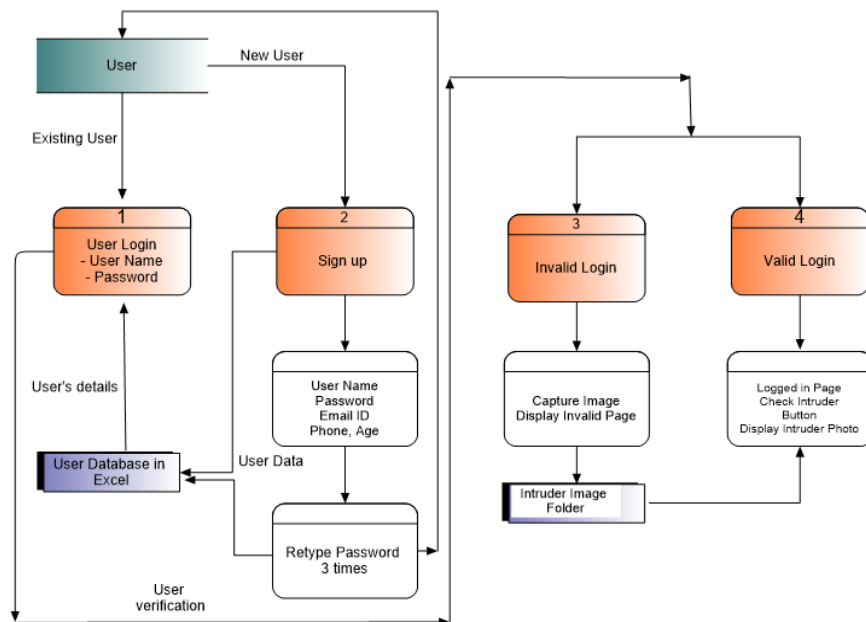 User
New User
Existing User
1
User Login
- User Name
- Password
2
Sign up
3
Invalid Login
4
Valid Login
User's details
User Name
Password
Email ID
Phone, Age
Capture Image
Display Invalid Page
Logged in Page
Check Intruder
Button
Display Intruder Photo
User Database in
Excel
User Data
Intruder Image
Folder
Retype Password
3 times
User
verification